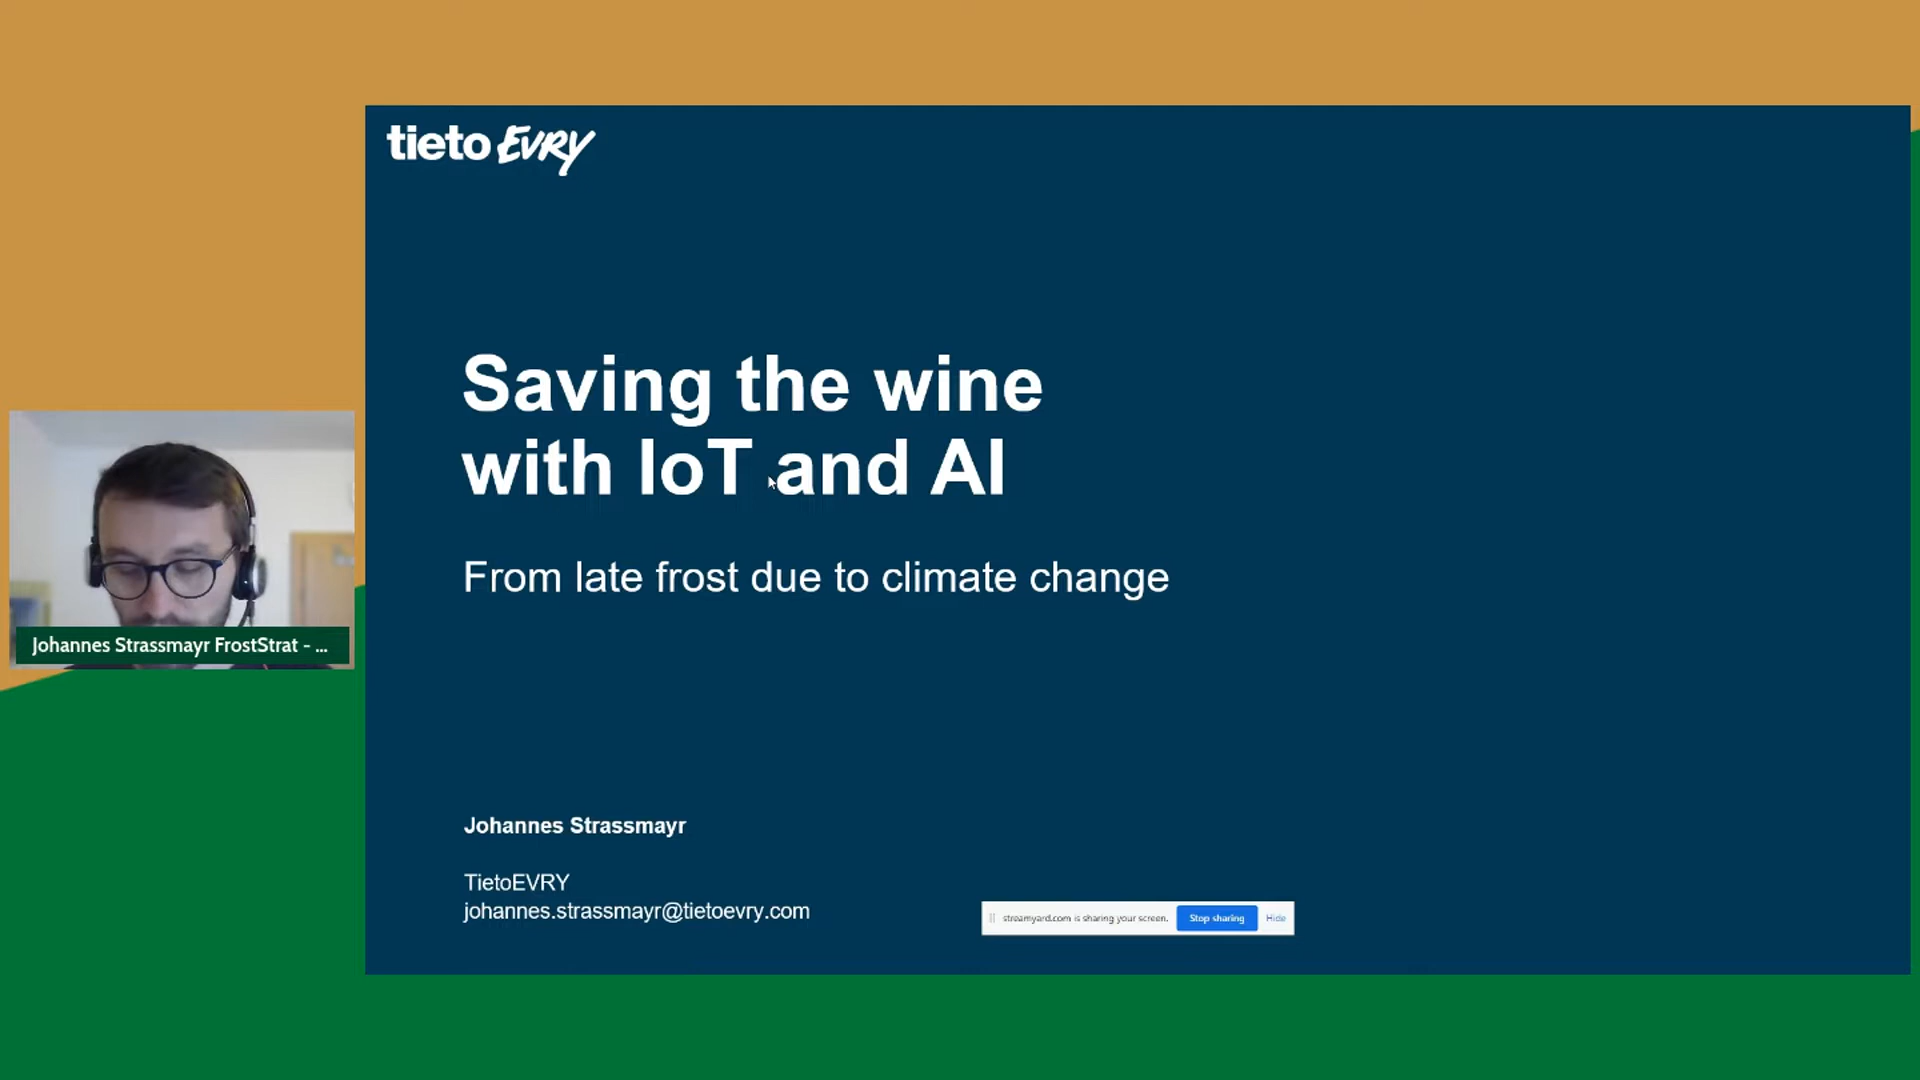 tieto EVRY
Saving the wine
with IoT and AI
From late frost due to climate change
Johannes Strassmayr FrostStrat - ...
Johannes Strassmayr
TietoEVRY
johannes.strassmayr@tietoevry.com
streamyard.com is sharing your screen. Stop sharing Hide